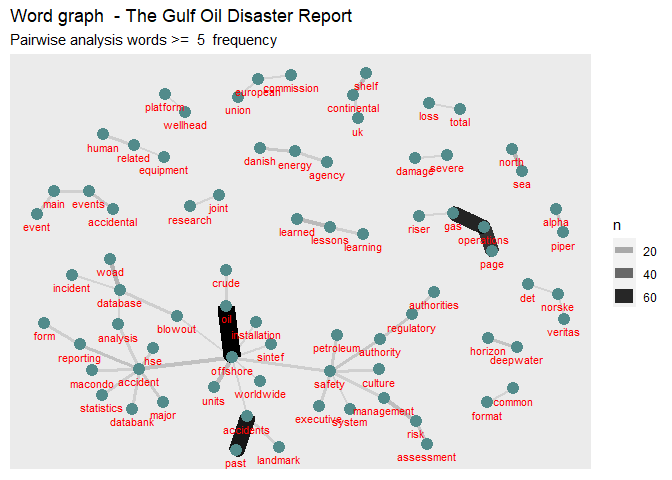 Word graph - The Gulf Oil Disaster Report
Pairwise analysis words >= 5 frequency
shelf
european commission
platform
union
continental
wellhead
uk
loss
total
human
related
equipment
danish
energy
agency
damage
severe
north
sea
main
events
event
accidental
research
joint
learned
lessons
learning
riser
gas
operations
page
alpha
piper
n
20
40
60
woad
incident
database
crude
oil
authorities
det
norske
veritas
form
analysis
blowout
installation
regulatory
reporting
hse
sintef
petroleum
authority
horizon
deepwater
macondo
accident
offshore
safety
culture
statistics
databank
major
units
worldwide
executive
system
management
common
format
accidents
risk
past
landmark
assessment